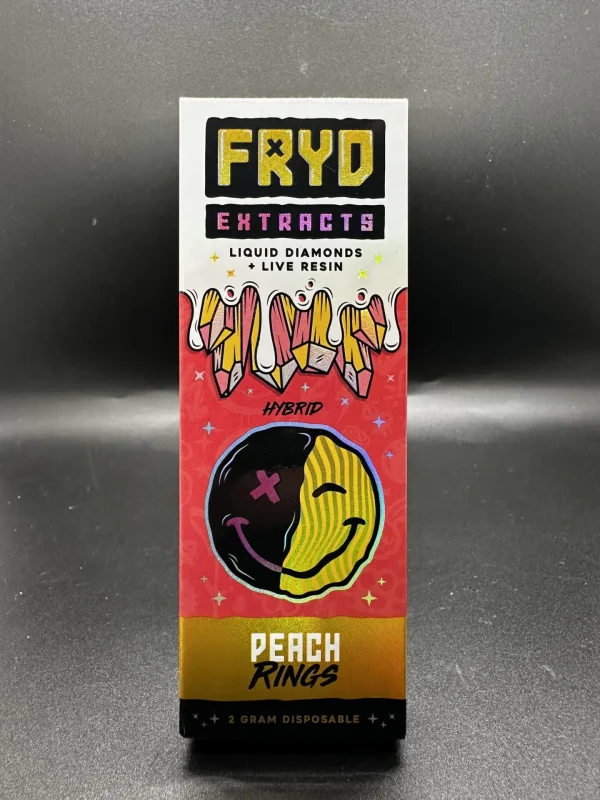 FRYD
EXTRACTS
LIQUID DIAMONDS
+ LIVE RESIN
HYBRID
PEACH
RINGS
2 GRAM DISPOSABLE